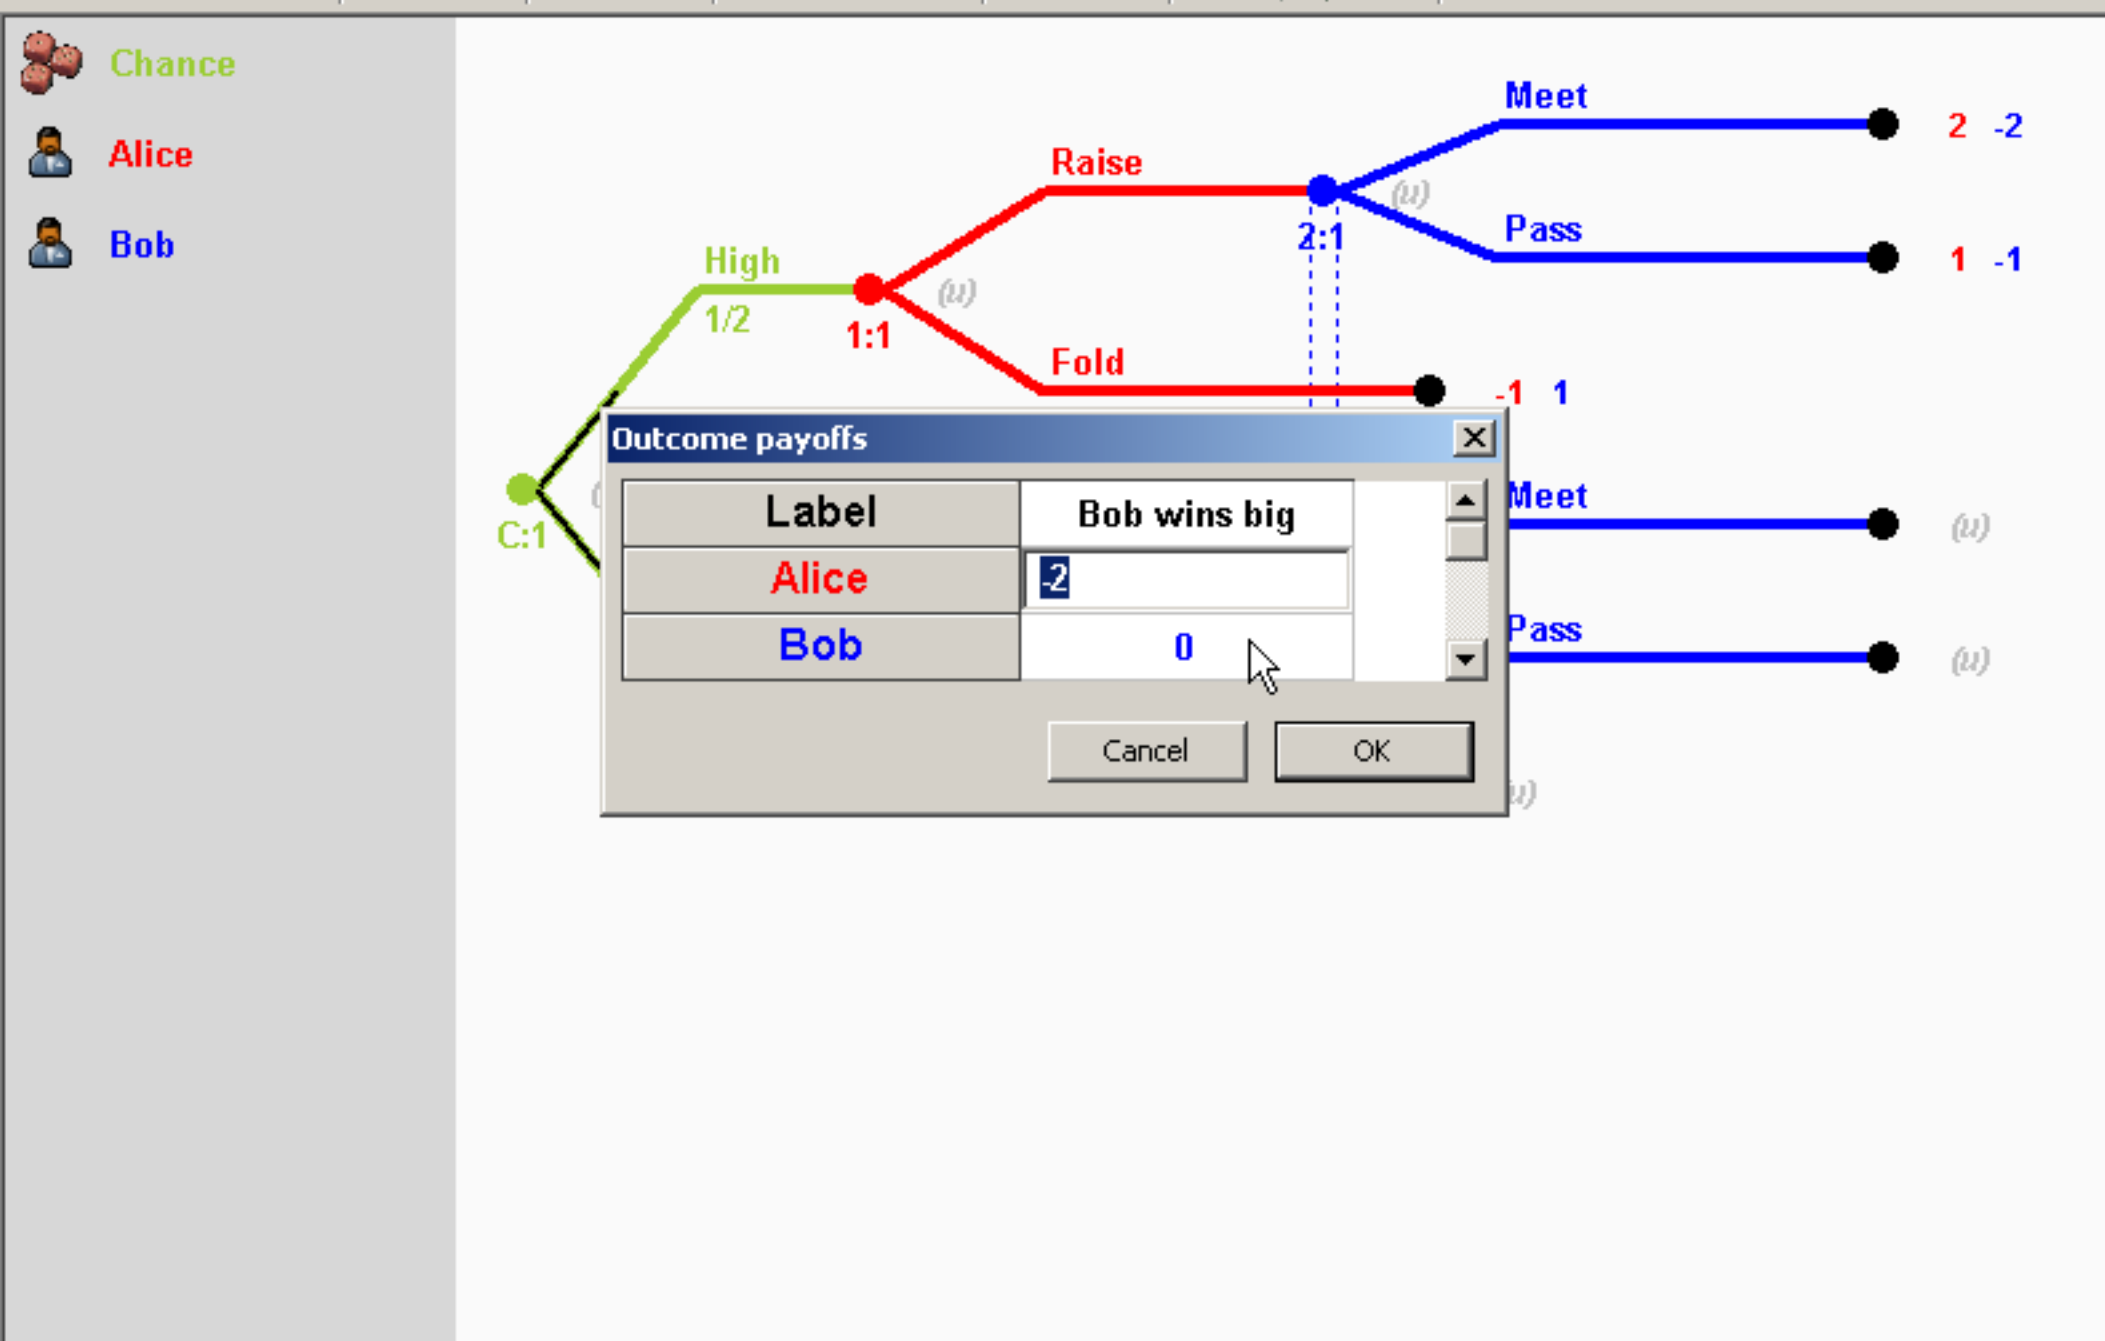 Chance
Alice
Bob
Meet
2 -2
Raise
(u)
2:1
Pass
1 -1
High
1/2
(u)
1:1
Fold
-1 1
Outcome payoffs
Label Bob wins big
Alice -2
Bob 0
Cancel OK
C:1
Meet
(u)
Pass
(u)
u)